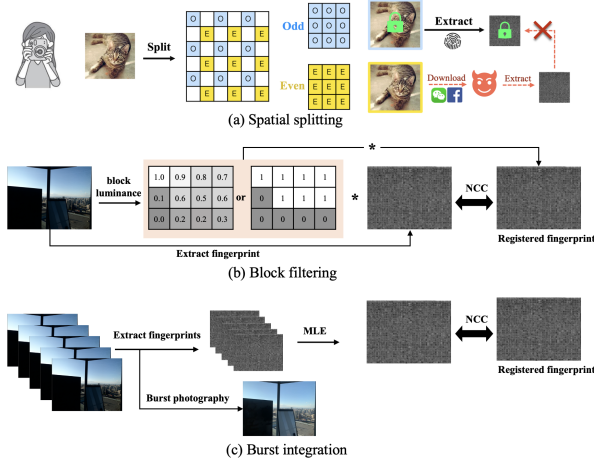 Split
O O O
E E E
O O O
E E E
O O O
E E E
Odd
O O O
O O O
O O O
Even
E E E
E E E
E E E
Extract
Download
Extract
(a) Spatial splitting
block
luminance
1.0 0.9 0.8 0.7
0.1 0.6 0.5 0.6
0.0 0.2 0.2 0.3
or
1 1 1 1
0 1 1 1
0 0 0 0
*
*
NCC
Extract fingerprint
Registered fingerprint
(b) Block filtering
Extract fingerprints
MLE
NCC
Burst photography
Registered fingerprint
(c) Burst integration